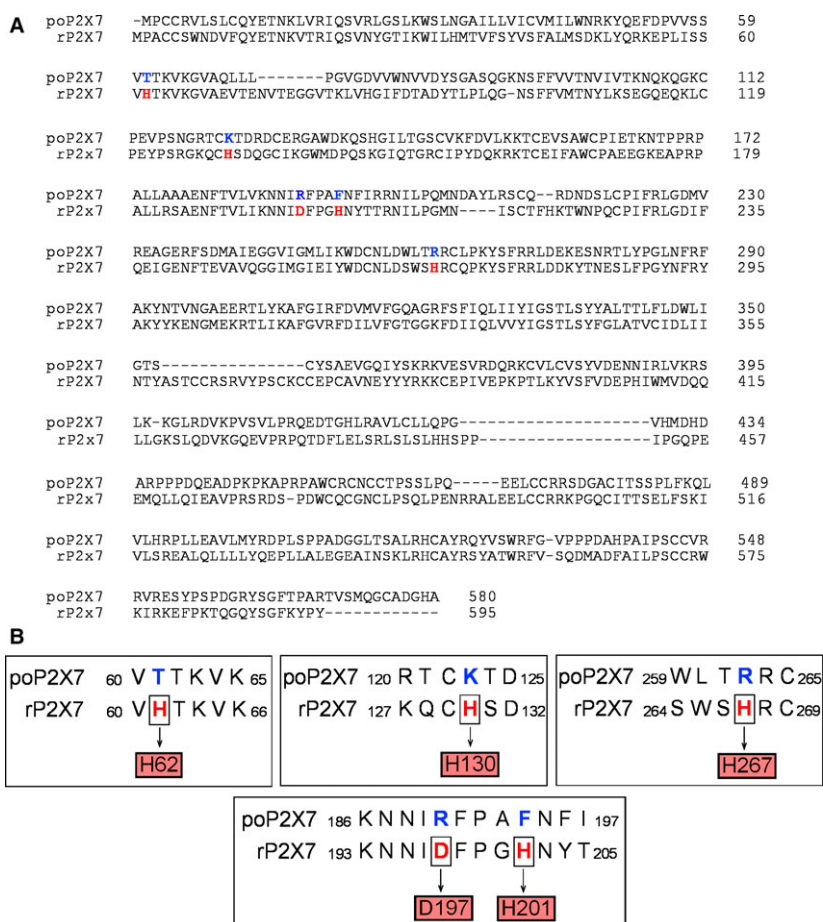 A
poP2X7 -MPCCRVLSLCQYETNKLVRIQSVRLGSLKWSLNGAILLVICVMILWNRKYQEFDPVVSS 59
rP2X7 MPACCSWNDVFQYETNKVTRIQSVNYGTIKWILHMTVFSYVSFALMSDKLYQRKEPLISS 60
poP2X7 VTTKVKGVAQLLL-------PGVGDVVWNVVDYSGASQGKNSFFVVTNVIVTKNQKQGKC 112
rP2x7 VHTKVKGVAEVTENVTEGGVTKLVHGIFDTADYTLPLQG-NSFFVMTNYLKSEGQEQKLC 119
poP2X7 PEVPSNGRTCKTDRDCERGAWDKQSHGILTGSCVKFDVLKKTCEVSAWCPIETKNTPPRP 172
rP2x7 PEYPSRGKQCHSDQGCIKGWMDPQSKGIQTGRCIPYDQKRKTCEIFAWCPAEEGKEAPRP 179
poP2X7 ALLAAAENFTVLVKNNIRFPAFNFIRRNILPQMNDAYLRSCQ--RDNDSLCPIFRLGDMV 230
rP2x7 ALLRSAENFTVLIKNNIDFPGHNYTTRNILPGMN----ISCTFHKTWNPQCPIFRLGDIF 235
poP2X7 REAGERFSDMAIEGGVIGMLIKWDCNLDWLTRRCLPKYSFRRLDEKESNRTLYPGLNFRF 290
rP2x7 QEIGENFTEVAVQGGIMGIEIYWDCNLDSWSHRCQPKYSFRRLDDKYTNESLFPGYNFRY 295
poP2X7 AKYNTVNGAEERTLYKAFGIRFDVMVFGQAGRFSFIQLIIYIGSTLSYYALTTLFLDWLI 350
rP2x7 AKYYKENGMEKRTLIKAFGVRFDILVFGTGGKFDIIQLVVYIGSTLSYFGLATVCIDLII 355
poP2X7 GTS---------------CYSAEVGQIYSKRKVESVRDQRKCVLCVSYVDENNIRLVKRS 395
rP2x7 NTYASTCCRSRVYPSCKCCEPCAVNEYYYRKKCEPIVEPKPTLKYVSFVDEPHIWMVDQQ 415
poP2X7 LK-KGLRDVKPVSVLPRQEDTGHLRAVLCLLQPG------------------VHMDHD 434
rP2x7 LLGKSLQDVKGQEVPRPQTDFLELSRLSLSLHHSPP------------------IPGQPE 457
poP2X7 ARPPPDQEADPKPKAPRPAWCRCNCCTPSSLPQ-----EELCCRRSDGACITSSPLFKQL 489
rP2x7 EMQLLQIEAVPRSRDS-PDWCQCGNCLPSQLPENRRALEELCCRRKPGQCITTSELFSKI 516
poP2X7 VLHRPLLEAVLMYRDPLSPPADGGLTSALRHCAYRQYVSWRFG-VPPPDAHPAIPSCCVR 548
rP2x7 VLSREALQLLLLYQEPLLALEGEAINSKLRHCAYRSYATWRFV-SQDMADFAILPSCCRW 575
poP2X7 RVRESYPSPDGRYSGFTPARTVSMQGCADGHA 580
rP2x7 KIRKEFPKTQGQYSGFKYPY------------ 595
B
poP2X7 60 V T T K V K 65
rP2X7 60 V H T K V K 66
H62
poP2X7 120 R T C K T D 125
rP2X7 127 K Q C H S D 132
H130
poP2X7 259 W L T R R C 265
rP2X7 264 S W S H R C 269
H267
poP2X7 186 K N N I R F P A F N F I 197
rP2X7 193 K N N I D F P G H N Y T 205
D197 H201